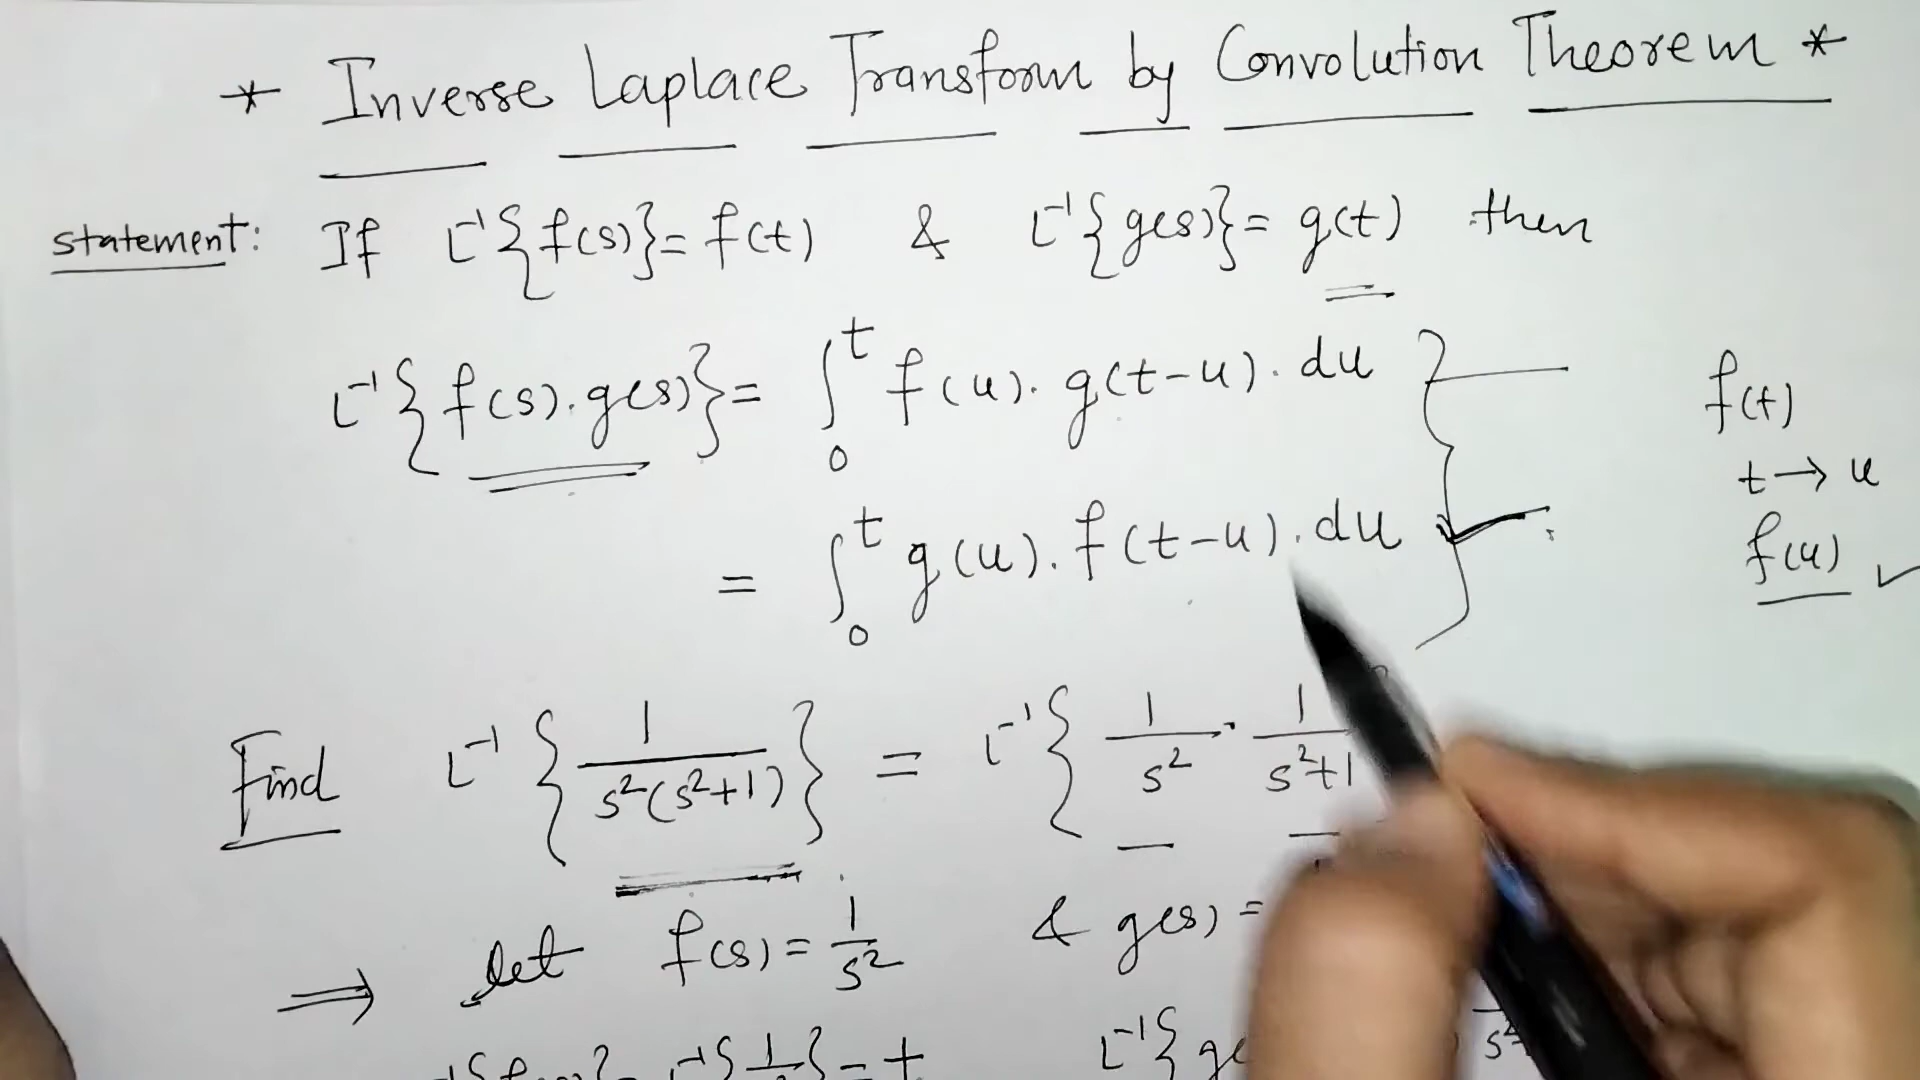 * Inverse Laplace Transform by Convolution Theorem *
statement: If L⁻¹{f(s)} = f(t) & L⁻¹{g(s)} = g(t) then
L⁻¹{f(s).g(s)} = ∫₀ᵗ f(u).g(t-u).du
f(t)
t → u
f(u) ✓
= ∫₀ᵗ g(u).f(t-u).du
Find L⁻¹{1/s²(s²+1)} = L⁻¹{1/s² . 1/s²+1
⇒ let f(s) = 1/s² & g(s) =
L⁻¹{g